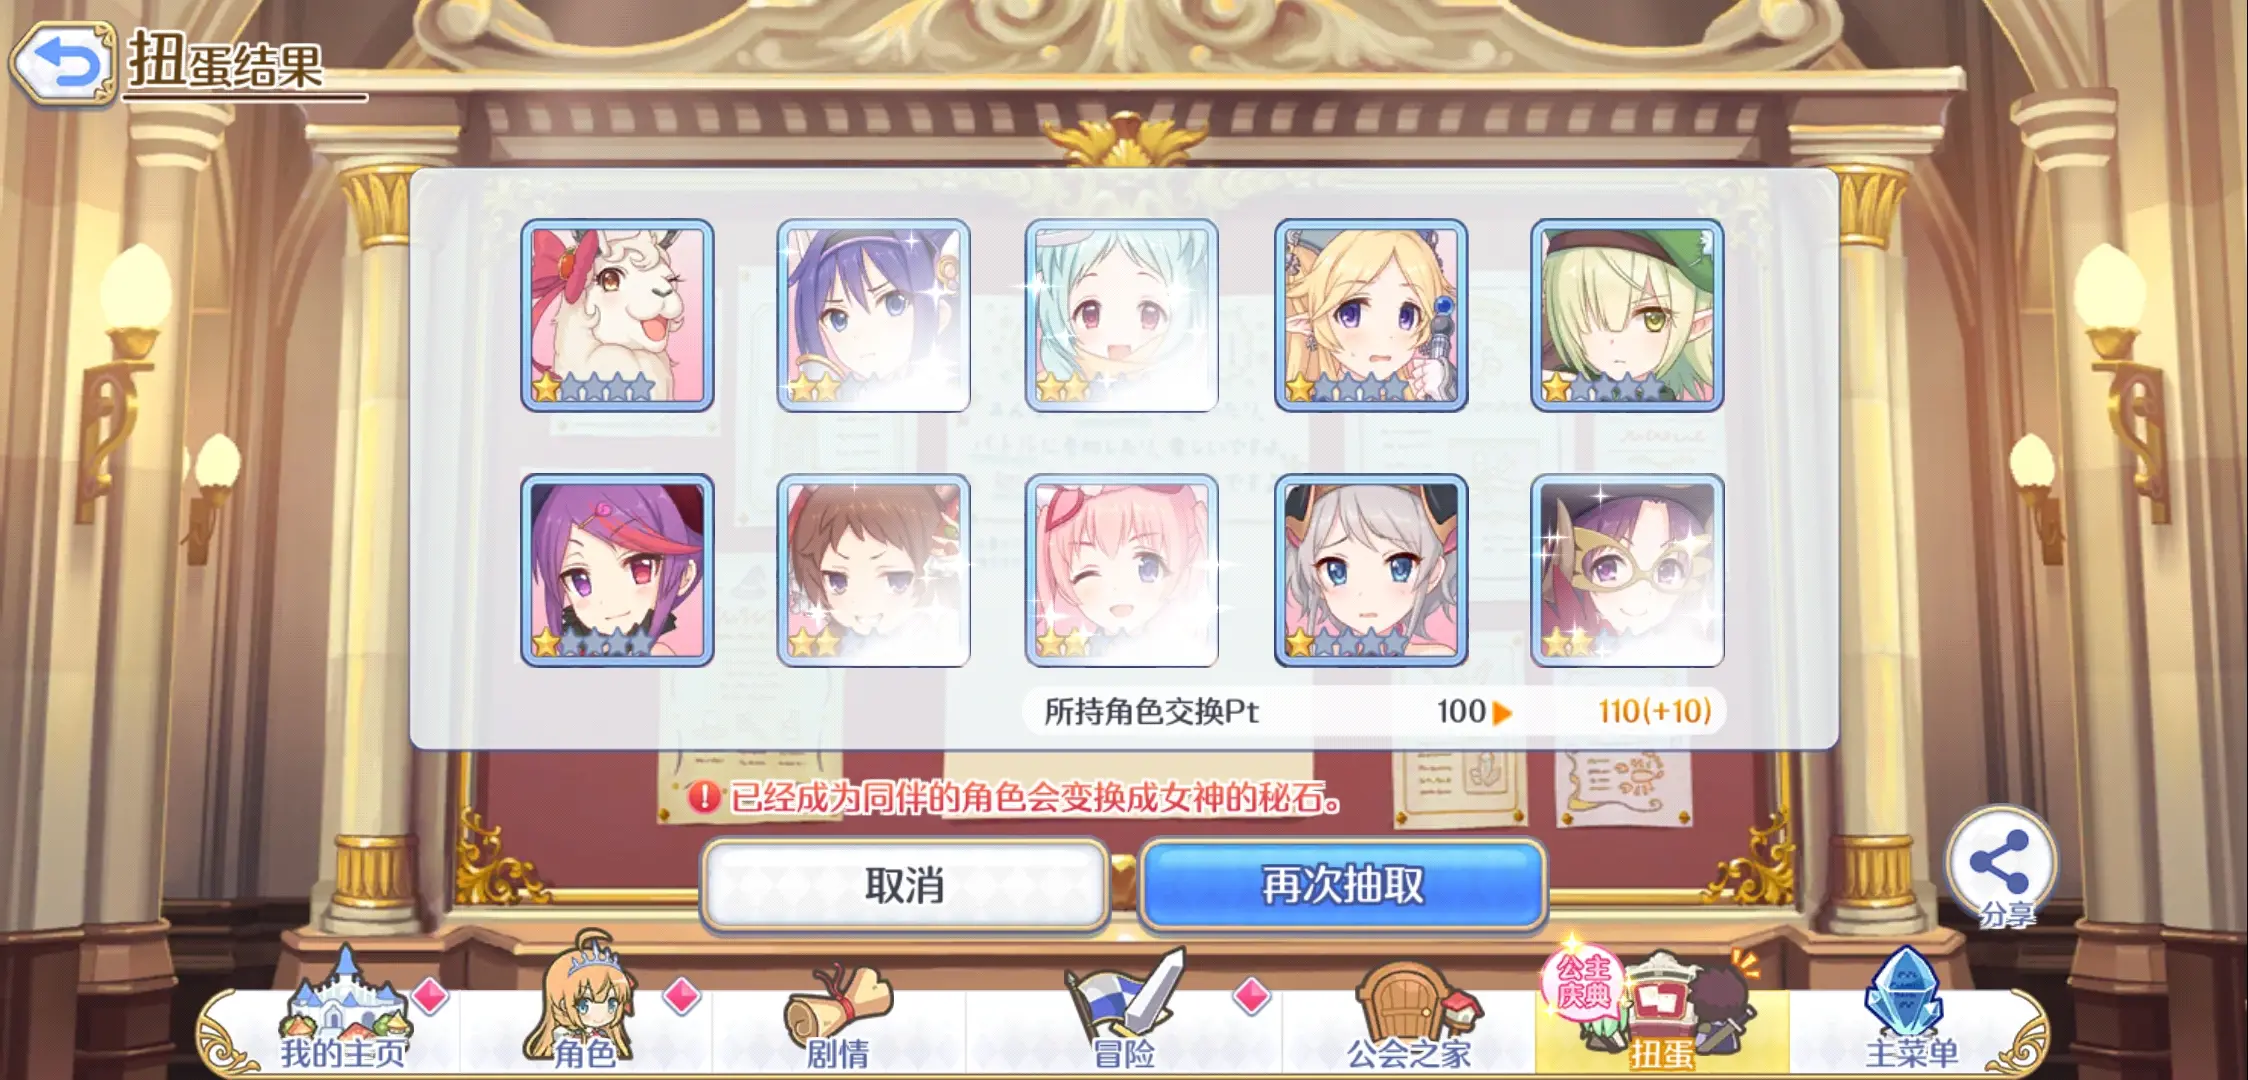 扭蛋结果
所持角色交换Pt 100 110(+10)
已经成为同伴的角色会变换成女神的秘石。
取消
再次抽取
分享
公主
庆典
我的主页
角色
剧情
冒险
公会之家
扭蛋
主菜单